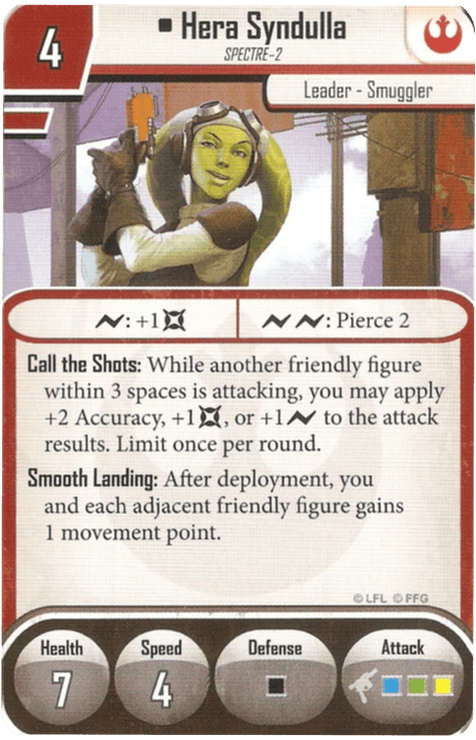 4
▪ Hera Syndulla
SPECTRE-2
Leader - Smuggler
: +1
: Pierce 2
Call the Shots: While another friendly figure
within 3 spaces is attacking, you may apply
+2 Accuracy, +1, or +1 to the attack
results. Limit once per round.
Smooth Landing: After deployment, you
and each adjacent friendly figure gains
1 movement point.
© LFL © FFG
Health
7
Speed
4
Defense
Attack